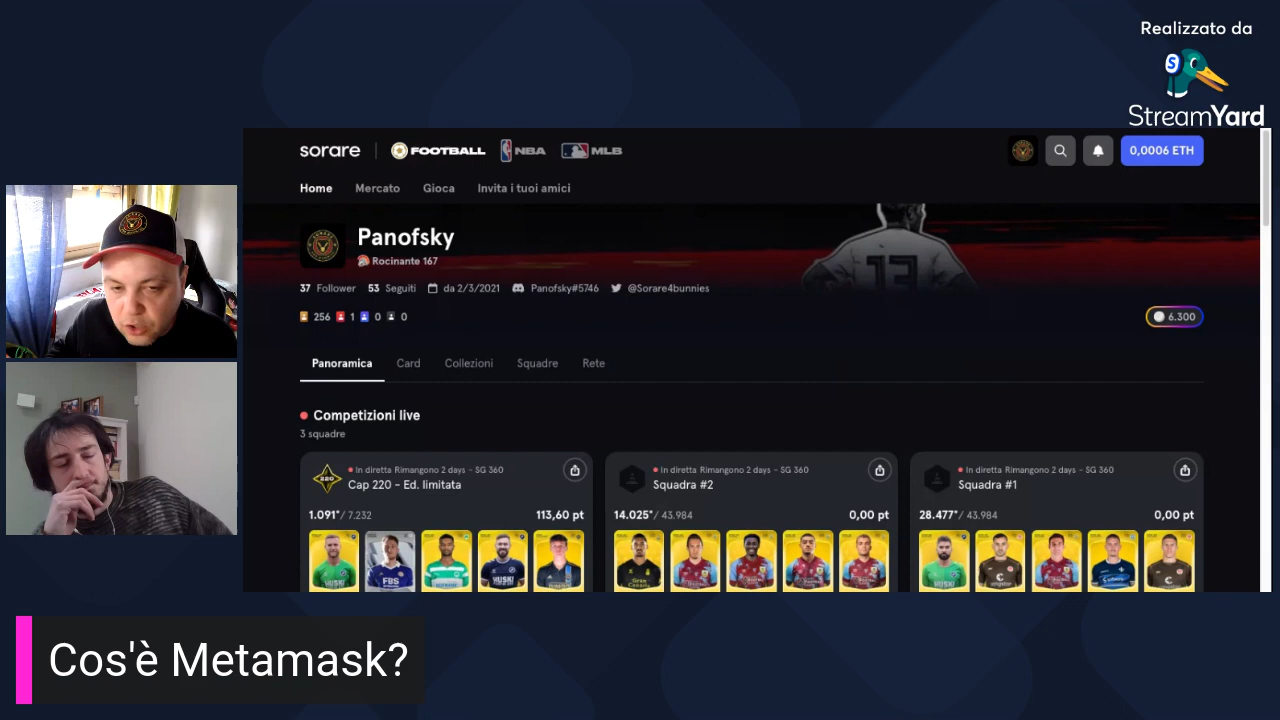 Realizzato da
StreamYard
sorare FOOTBALL NBA MLB 0,0006 ETH
Home Mercato Gioca Invita i tuoi amici
Panofsky
Rocinante 167
37 Follower 53 Seguiti da 2/3/2021 Panofsky#5746 @Sorare4bunnies
256 1 0 0 6.300
Panoramica Card Collezioni Squadre Rete
Competizioni live
3 squadre
220 In diretta Rimangono 2 days - SG 360
Cap 220 - Ed. limitata
1.091°/ 7.232 113,60 pt
In diretta Rimangono 2 days - SG 360
Squadra #2
14.025°/ 43.984 0,00 pt
In diretta Rimangono 2 days - SG 360
Squadra #1
28.477°/ 43.984 0,00 pt
Cos'è Metamask?